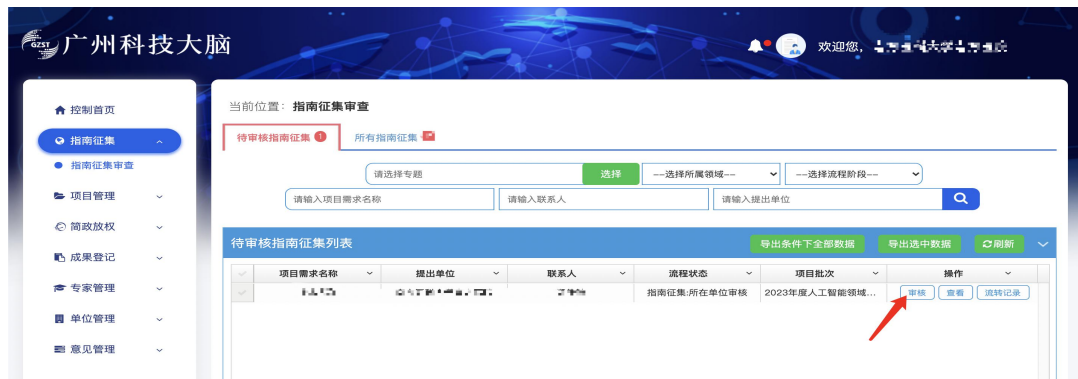 GZST 广州科技大脑
欢迎您,
控制首页
指南征集
指南征集审查
项目管理
简政放权
成果登记
专家管理
单位管理
意见管理
当前位置: 指南征集审查
待审核指南征集 1 所有指南征集
请选择专题 选择 --选择所属领域-- --选择流程阶段--
请输入项目需求名称 请输入联系人 请输入提出单位
待审核指南征集列表 导出条件下全部数据 导出选中数据 刷新
项目需求名称 提出单位 联系人 流程状态 项目批次 操作
指南征集:所在单位审核 2023年度人工智能领域... 审核 查看 流转记录